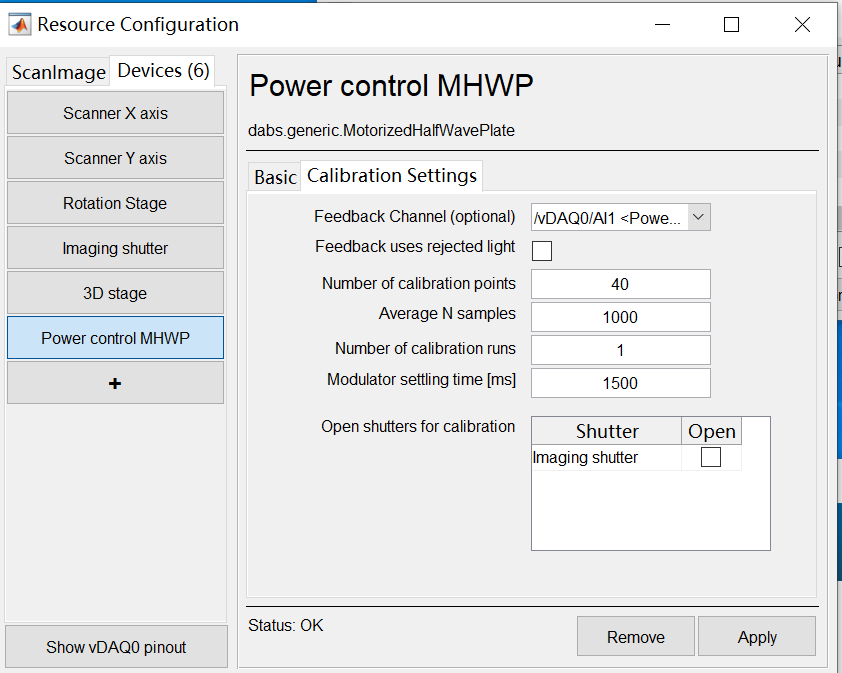 Resource Configuration
ScanImage
Devices (6)
Scanner X axis
Scanner Y axis
Rotation Stage
Imaging shutter
3D stage
Power control MHWP
+
Show vDAQ0 pinout
Power control MHWP
dabs.generic.MotorizedHalfWavePlate
Basic
Calibration Settings
Feedback Channel (optional)
/vDAQ0/AI1 <Powe...
Feedback uses rejected light
Number of calibration points
40
Average N samples
1000
Number of calibration runs
1
Modulator settling time [ms]
1500
Open shutters for calibration
Shutter
Open
Imaging shutter
Status: OK
Remove
Apply